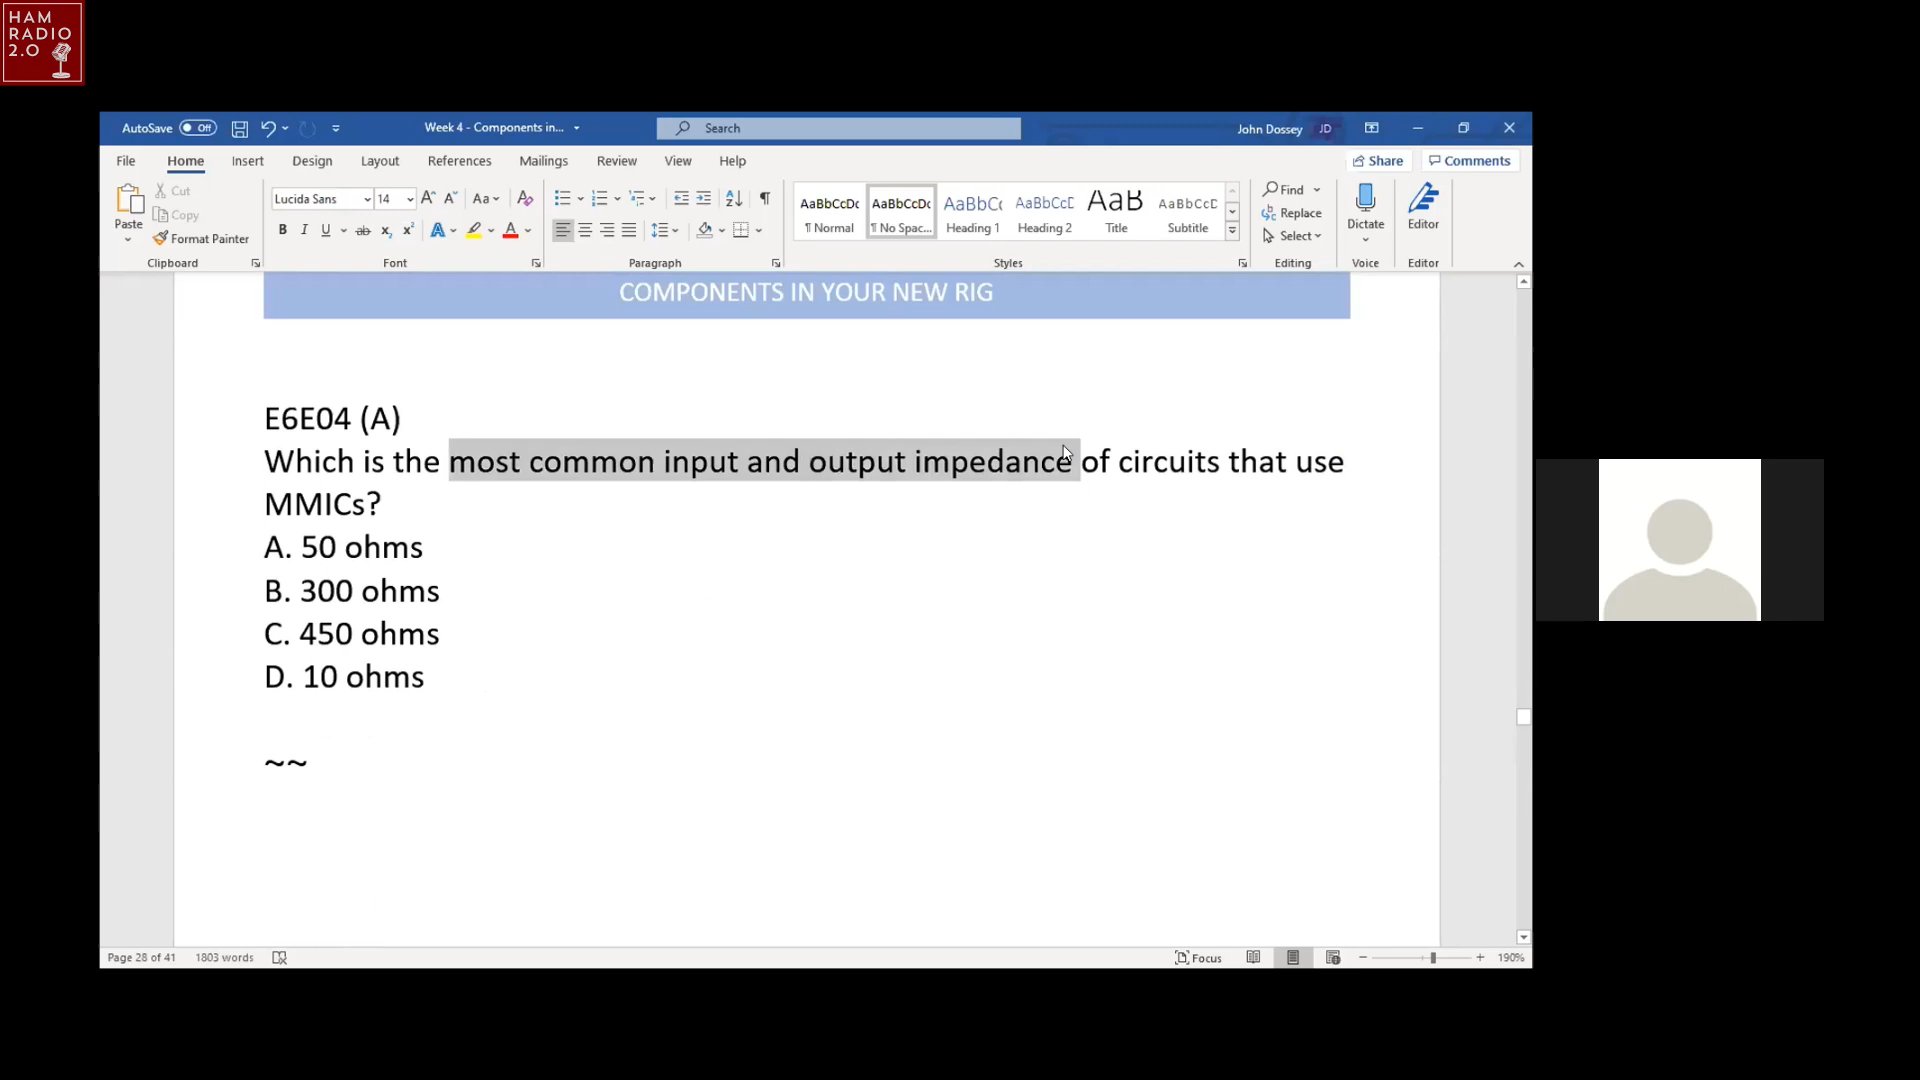 HAM
RADIO
2.0
AutoSave Off
Week 4 - Components in...
Search
John Dossey JD
File Home Insert Design Layout References Mailings Review View Help
Share Comments
Paste
Cut
Copy
Format Painter
Clipboard
Lucida Sans 14
Font
Paragraph
AaBbCcDc AaBbCcDc AaBbCc AaBbCcD AaB AaBbCcD
¶ Normal ¶ No Spac... Heading 1 Heading 2 Title Subtitle
Styles
Find
Replace
Select
Editing
Dictate
Voice
Editor
Editor
COMPONENTS IN YOUR NEW RIG
E6E04 (A)
Which is the most common input and output impedance of circuits that use
MMICs?
A. 50 ohms
B. 300 ohms
C. 450 ohms
D. 10 ohms
~~
Page 28 of 41 1803 words
Focus
190%